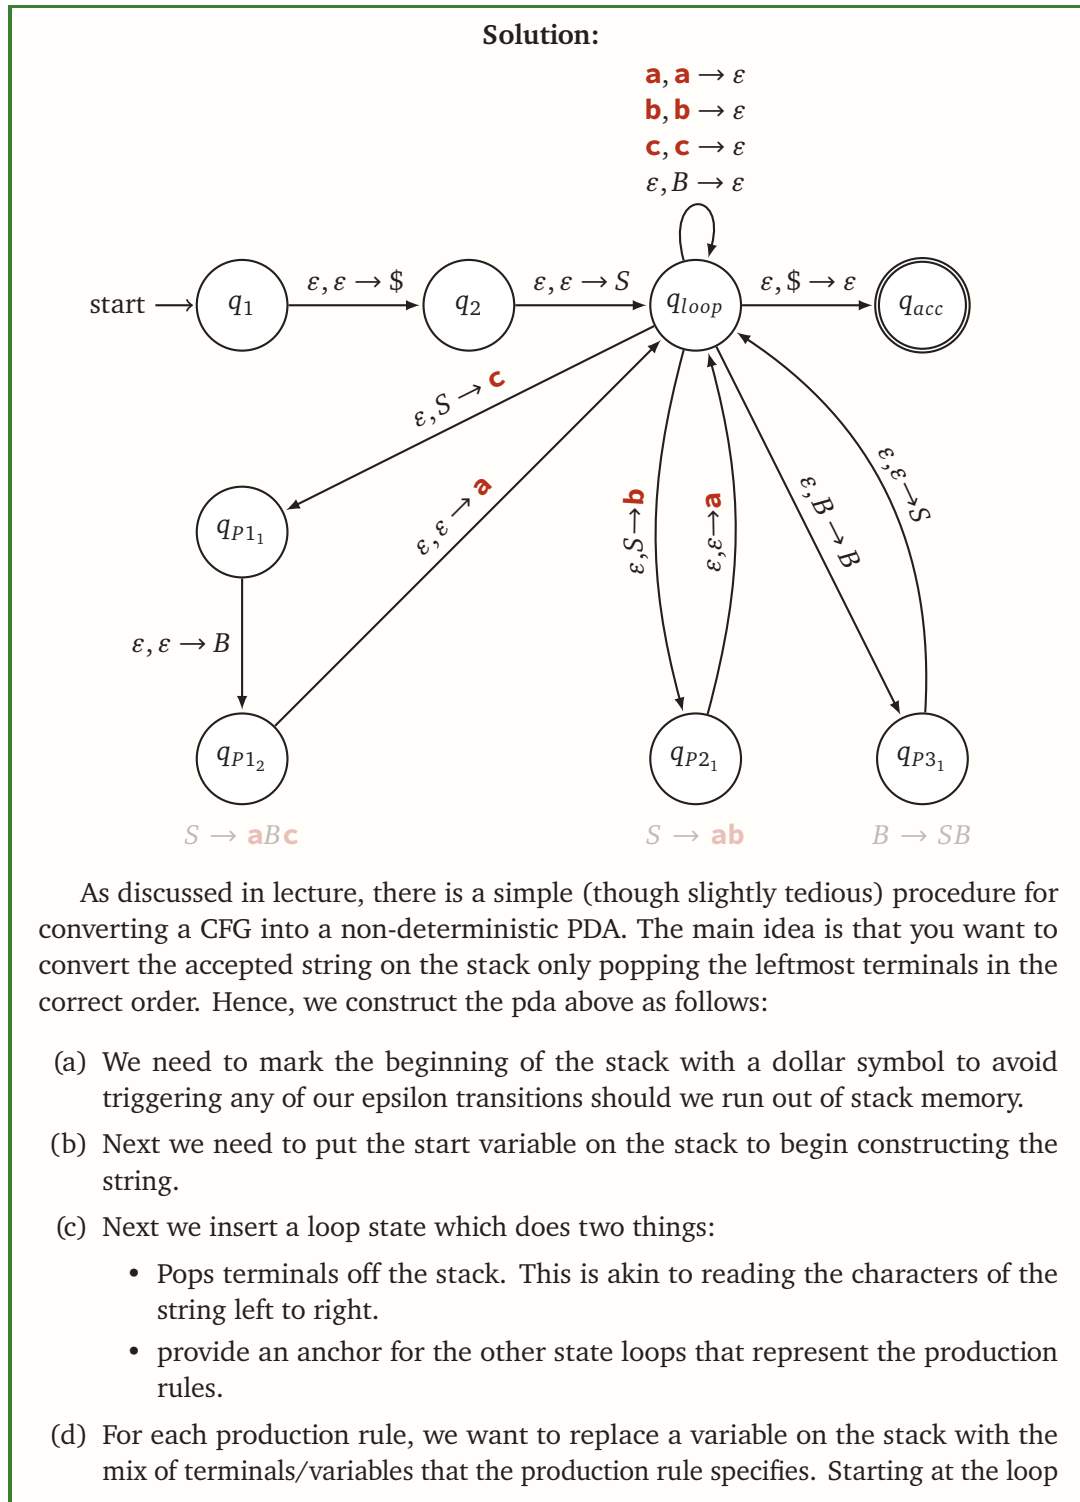 Solution:
a, a → ε
b, b → ε
c, c → ε
ε, B → ε
start
q1
ε, ε → $
q2
ε, ε → S
qloop
ε, $ → ε
qacc
ε, S → c
ε, ε → a
ε, S → b
ε, ε → a
ε, B → B
ε, ε → S
qP11
ε, ε → B
qP12
qP21
qP31
S → aBc
S → ab
B → SB
As discussed in lecture, there is a simple (though slightly tedious) procedure for
converting a CFG into a non-deterministic PDA. The main idea is that you want to
convert the accepted string on the stack only popping the leftmost terminals in the
correct order. Hence, we construct the pda above as follows:
(a) We need to mark the beginning of the stack with a dollar symbol to avoid
triggering any of our epsilon transitions should we run out of stack memory.
(b) Next we need to put the start variable on the stack to begin constructing the
string.
(c) Next we insert a loop state which does two things:
• Pops terminals off the stack. This is akin to reading the characters of the
string left to right.
• provide an anchor for the other state loops that represent the production
rules.
(d) For each production rule, we want to replace a variable on the stack with the
mix of terminals/variables that the production rule specifies. Starting at the loop